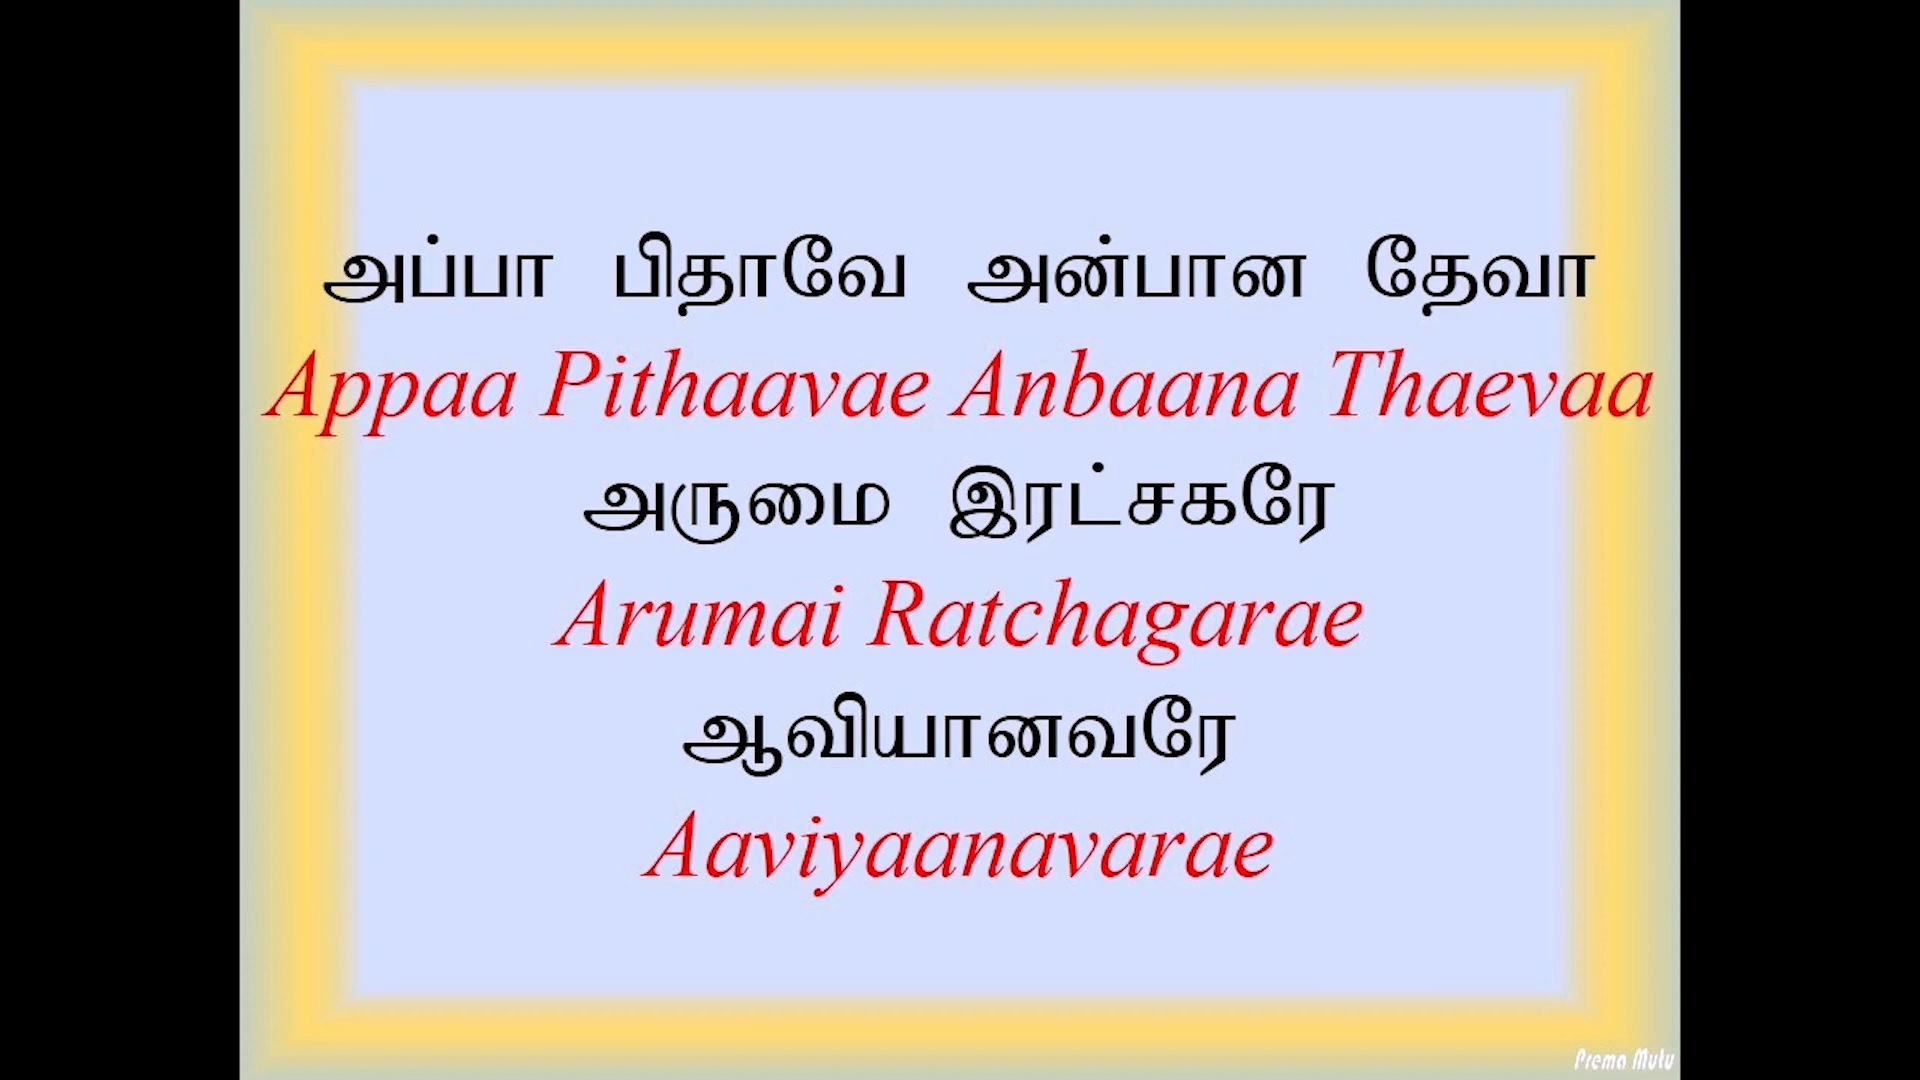 அப்பா பிதாவே அன்பான தேவா
Appaa Pithaavae Anbaana Thaevaa
அருமை இரட்சகரே
Arumai Ratchagarae
ஆவியானவரே
Aaviyaanavarae
Prema Mutu